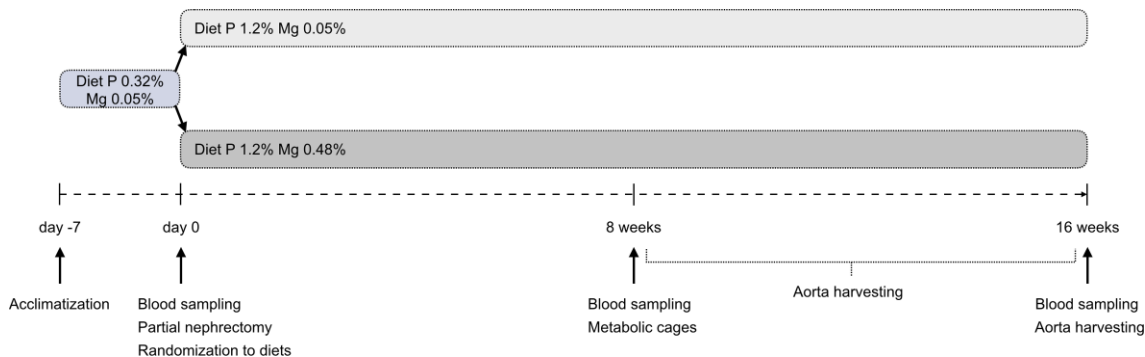 Diet P 1.2% Mg 0.05%
Diet P 0.32%
Mg 0.05%
Diet P 1.2% Mg 0.48%
day -7
day 0
8 weeks
16 weeks
Acclimatization
Blood sampling
Partial nephrectomy
Randomization to diets
Blood sampling
Metabolic cages
Aorta harvesting
Blood sampling
Aorta harvesting